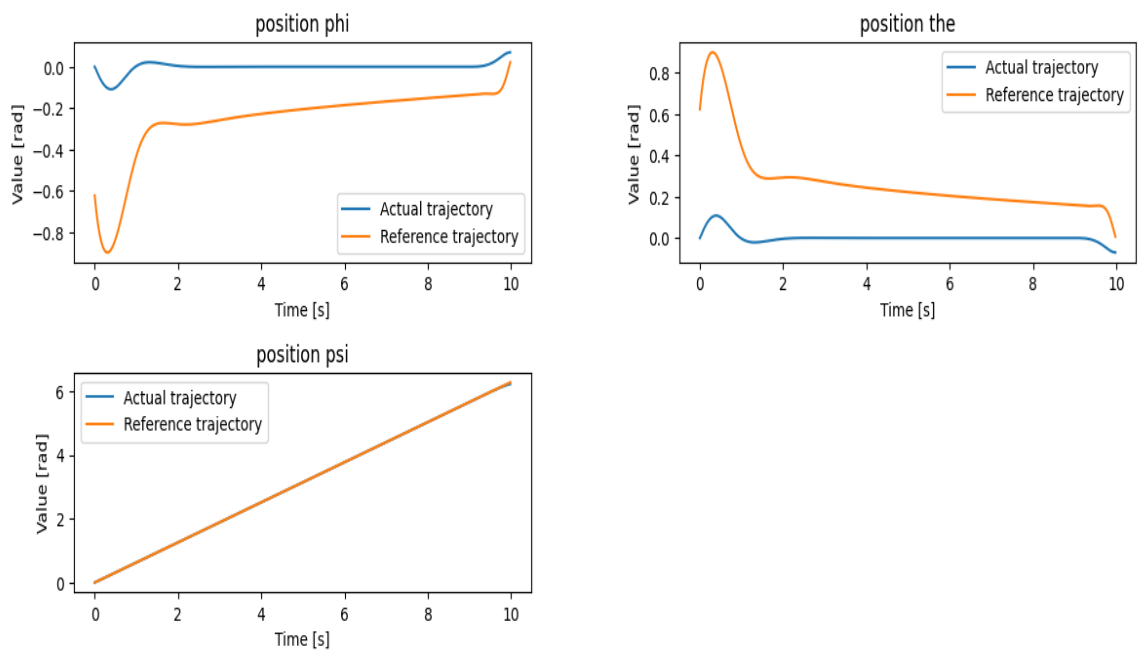 position phi
Value [rad]
0.0
−0.2
−0.4
−0.6
−0.8
Actual trajectory
Reference trajectory
0 2 4 6 8 10
Time [s]
position the
Value [rad]
0.8
0.6
0.4
0.2
0.0
Actual trajectory
Reference trajectory
0 2 4 6 8 10
Time [s]
position psi
Value [rad]
6
4
2
0
Actual trajectory
Reference trajectory
0 2 4 6 8 10
Time [s]